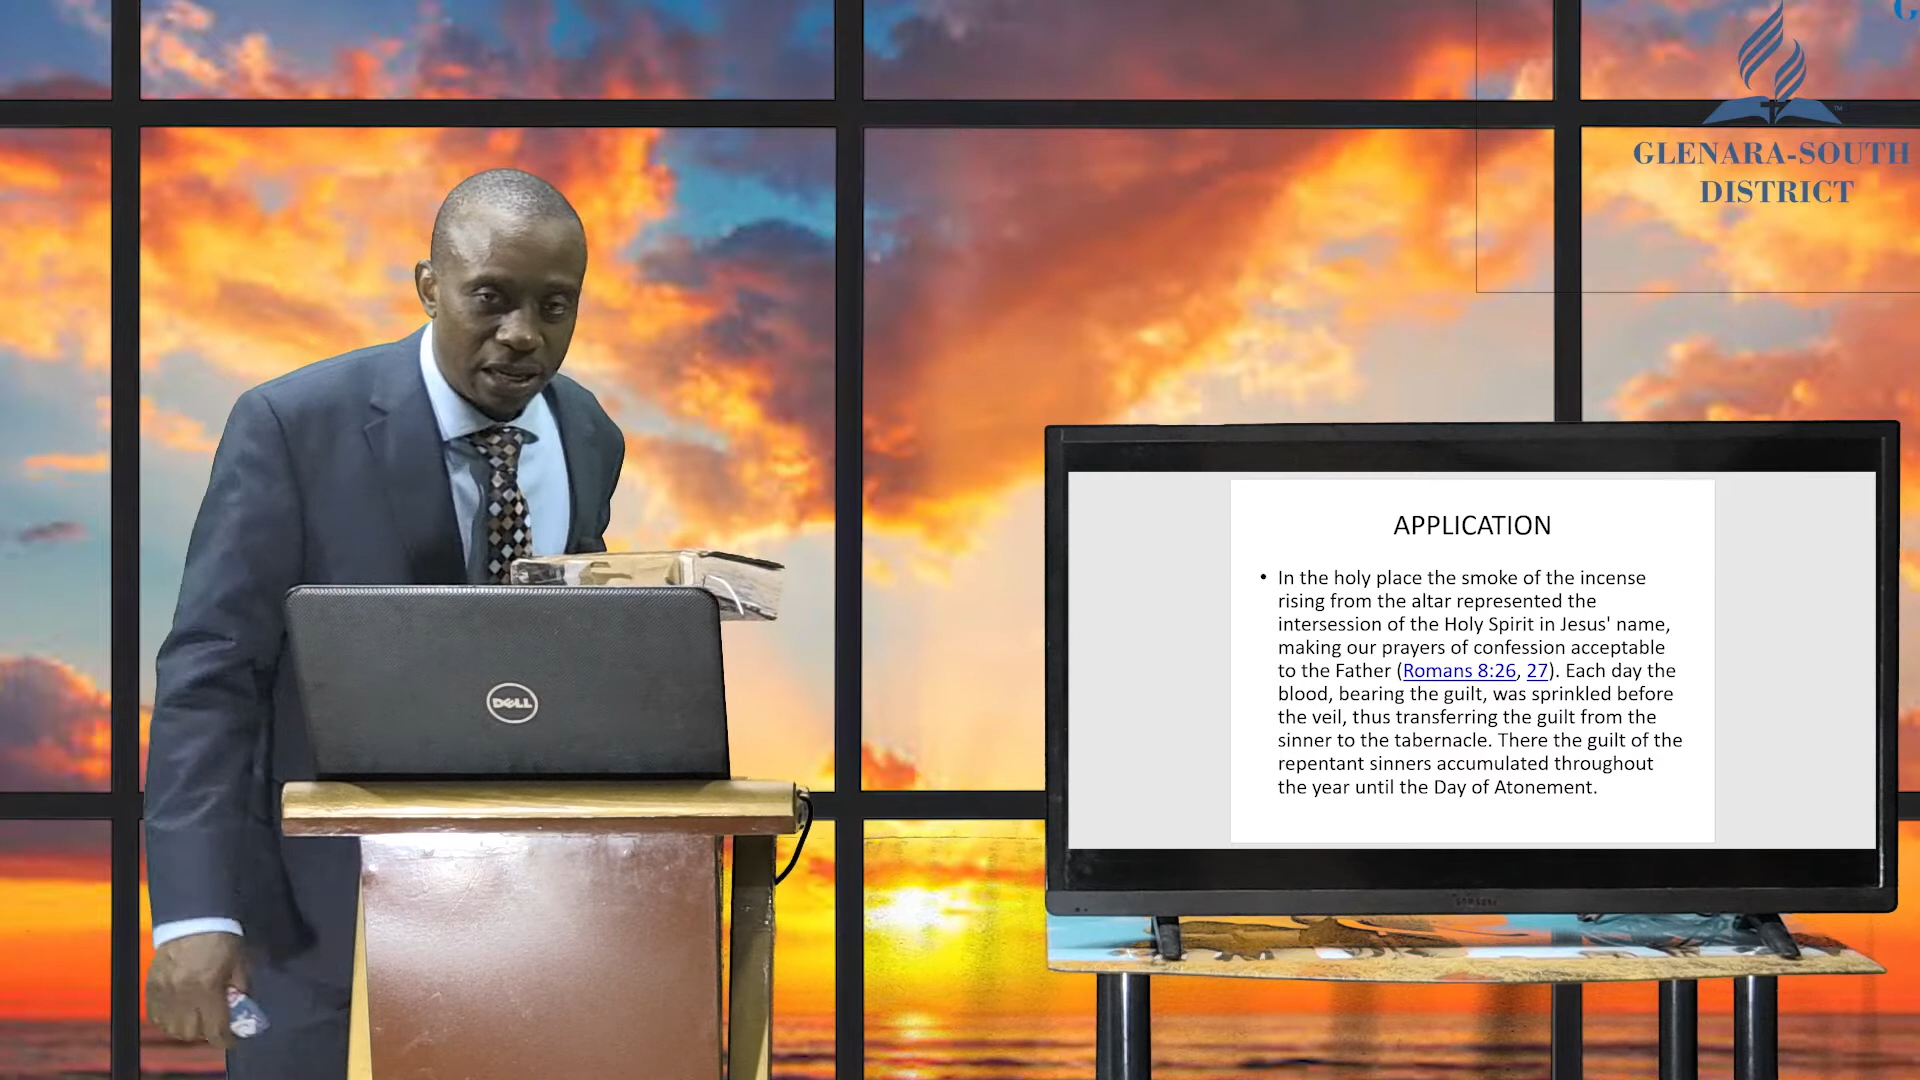 G
GLENARA-SOUTH
DISTRICT
APPLICATION
• In the holy place the smoke of the incense
rising from the altar represented the
intersession of the Holy Spirit in Jesus' name,
making our prayers of confession acceptable
to the Father (Romans 8:26, 27). Each day the
blood, bearing the guilt, was sprinkled before
the veil, thus transferring the guilt from the
sinner to the tabernacle. There the guilt of the
repentant sinners accumulated throughout
the year until the Day of Atonement.
DELL
SAMSUNG